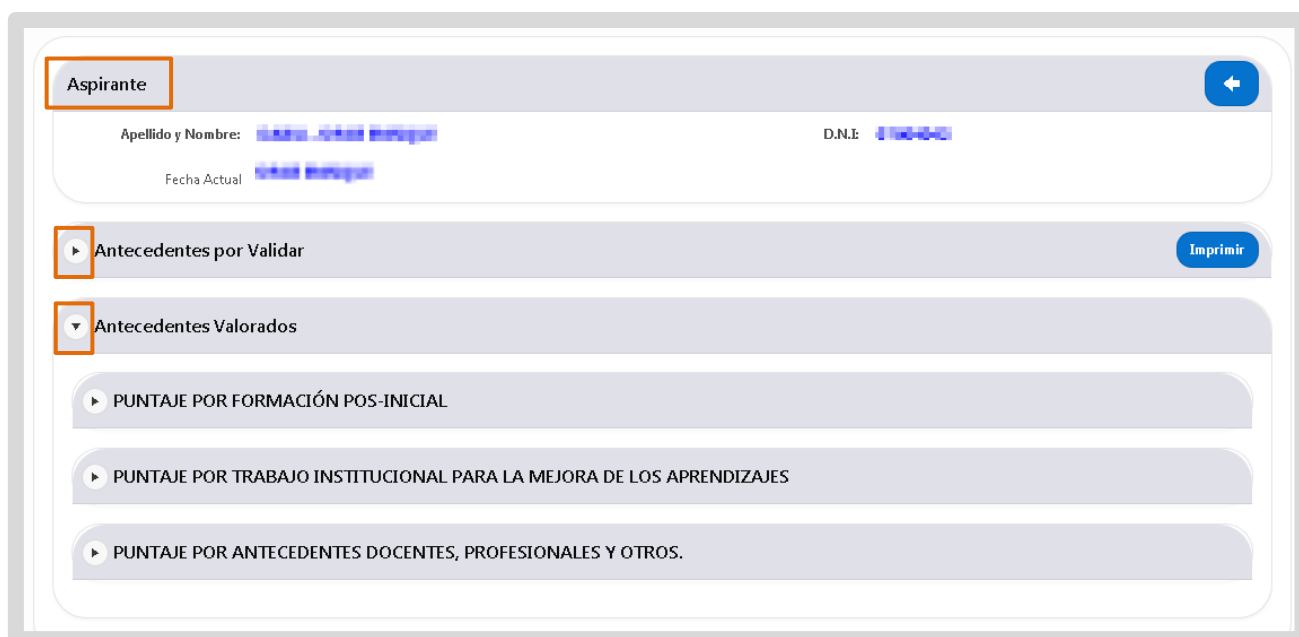 Aspirante
Apellido y Nombre: D.N.I:
Fecha Actual
Antecedentes por Validar Imprimir
Antecedentes Valorados
PUNTAJE POR FORMACIÓN POS-INICIAL
PUNTAJE POR TRABAJO INSTITUCIONAL PARA LA MEJORA DE LOS APRENDIZAJES
PUNTAJE POR ANTECEDENTES DOCENTES, PROFESIONALES Y OTROS.